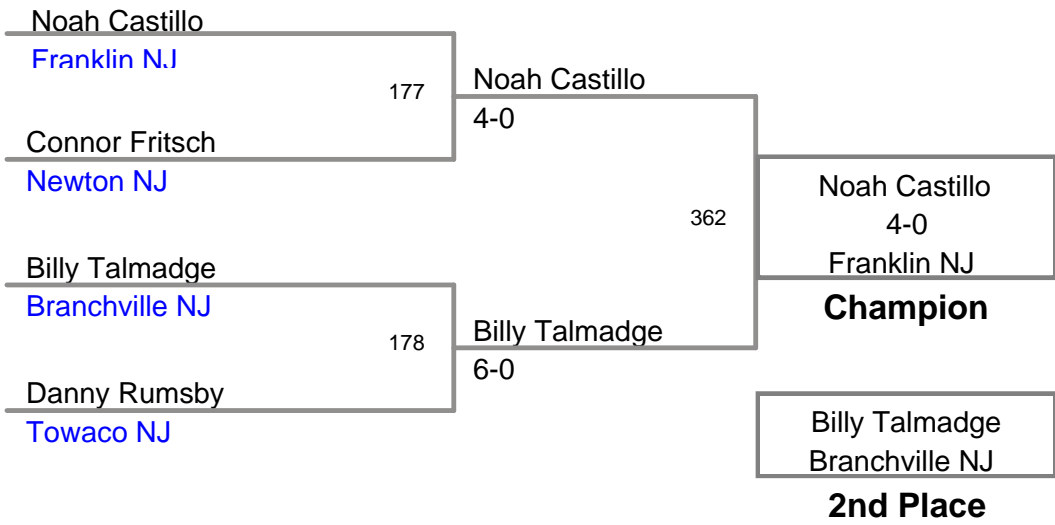 Noah Castillo
Franklin NJ
177
Connor Fritsch
Newton NJ
Noah Castillo
4-0
Billy Talmadge
Branchville NJ
178
Danny Rumsby
Towaco NJ
Billy Talmadge
6-0
362
Noah Castillo
4-0
Franklin NJ
Champion
Billy Talmadge
Branchville NJ
2nd Place